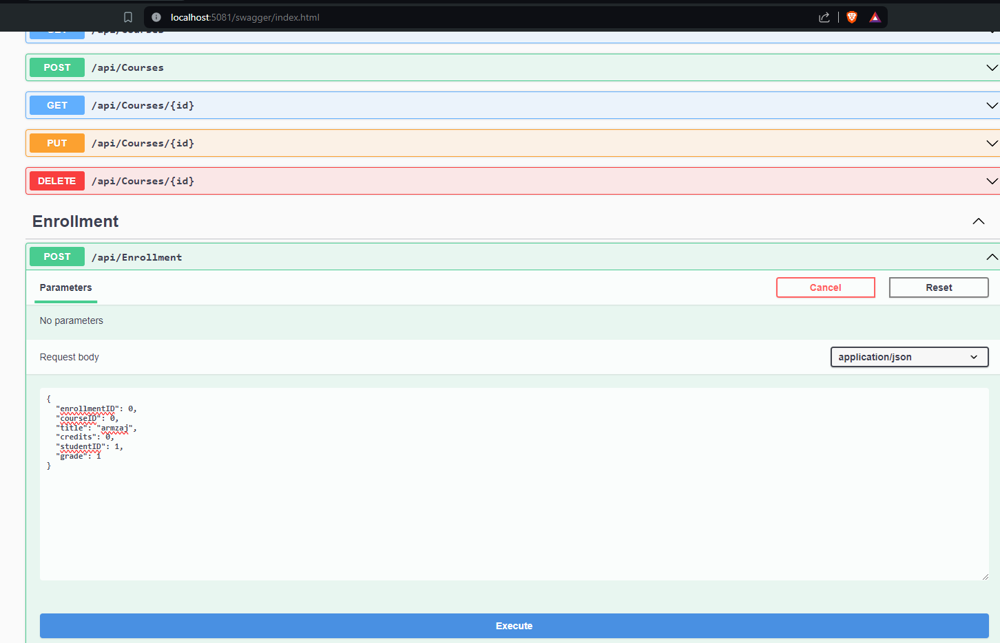 localhost:5081/swagger/index.html
GET /api/Courses
POST /api/Courses
GET /api/Courses/{id}
PUT /api/Courses/{id}
DELETE /api/Courses/{id}
Enrollment
POST /api/Enrollment
Parameters Cancel Reset
No parameters
Request body application/json
{
"enrollmentID": 0,
"courseID": 0,
"title": "armzaj",
"credits": 0,
"studentID": 1,
"grade": 1
}
Execute